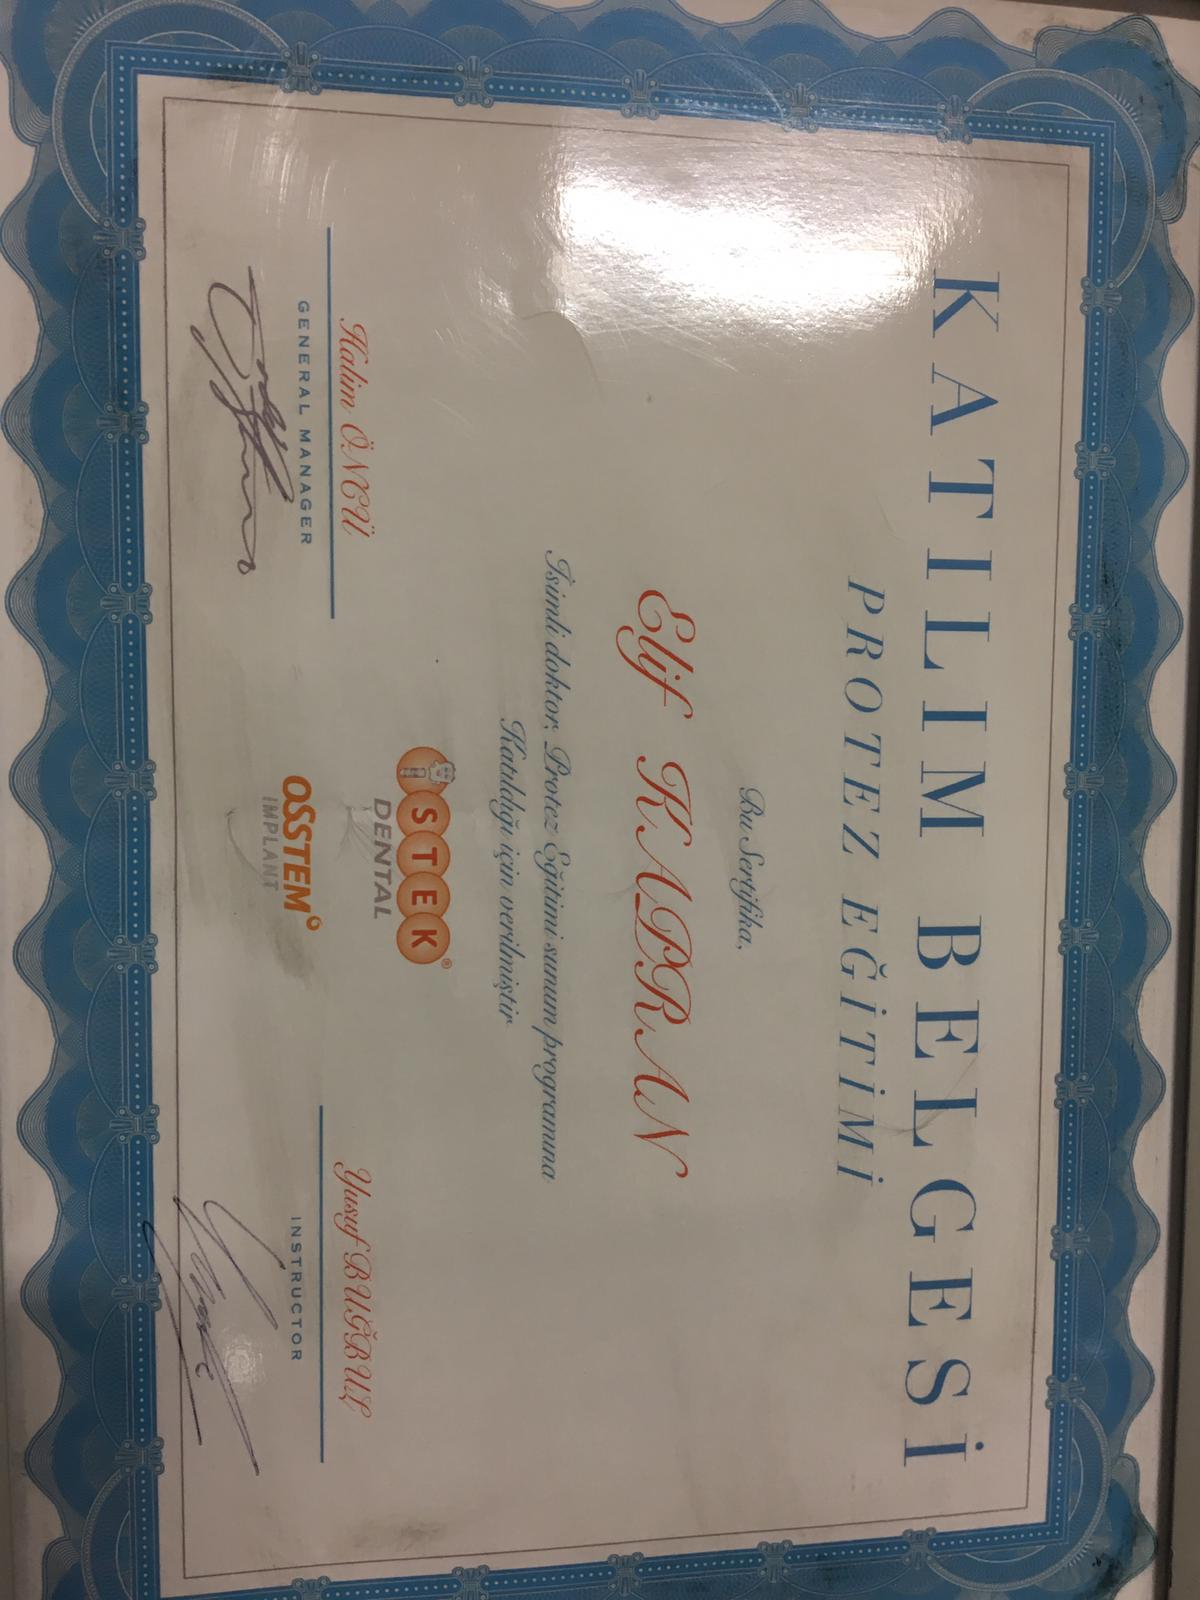 KATILIM BELGESİ
PROTEZ EĞİTİMİ
Bu Sertifika,
Elif KAPRAN
İsimli doktor, Protez Eğitimi sunum programına
Katıldığı için verilmiştir
iSTEK®
DENTAL
Halim ÖNCÜ
GENERAL MANAGER
OSSTEM
IMPLANT
Yusuf BUĞBUL
INSTRUCTOR